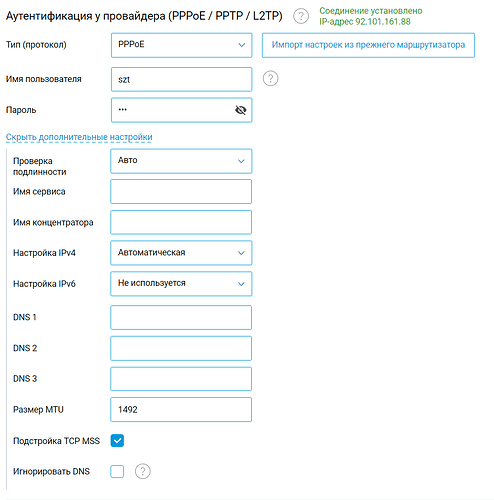 Аутентификация у провайдера (PPPoE / PPTP / L2TP) ? Соединение установлено
IP-адрес 92.101.161.88
Тип (протокол) PPPoE Импорт настроек из прежнего маршрутизатора
Имя пользователя szt ?
Пароль •••
Скрыть дополнительные настройки
Проверка подлинности Авто
Имя сервиса
Имя концентратора
Настройка IPv4 Автоматическая
Настройка IPv6 Не используется
DNS 1
DNS 2
DNS 3
Размер MTU 1492
Подстройка TCP MSS
Игнорировать DNS ?